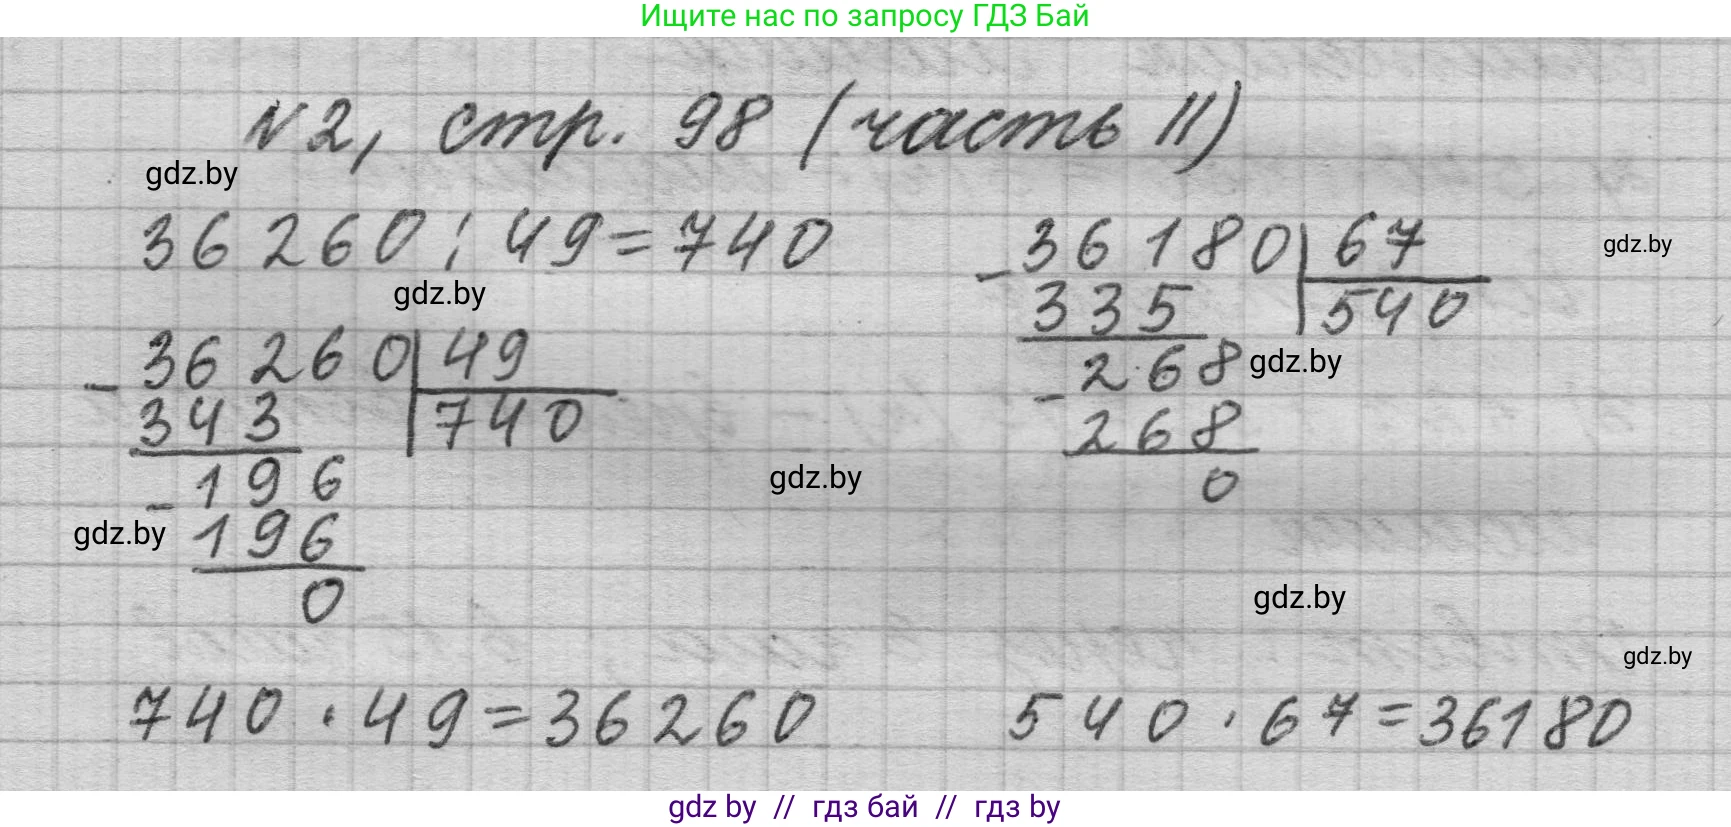 Ищите нас по запросу ГДЗ Бай
№2, стр. 98 (часть II)
gdz.by
36260 : 49 = 740
gdz.by
36260 | 49
- 343 | 740
- 196
196
0
gdz.by
36180 | 67
- 335 | 540
- 268
268
0
gdz.by
gdz.by
gdz.by
gdz.by
gdz.by
740 · 49 = 36260
540 · 67 = 36180
gdz by // гдз бай // гдз by